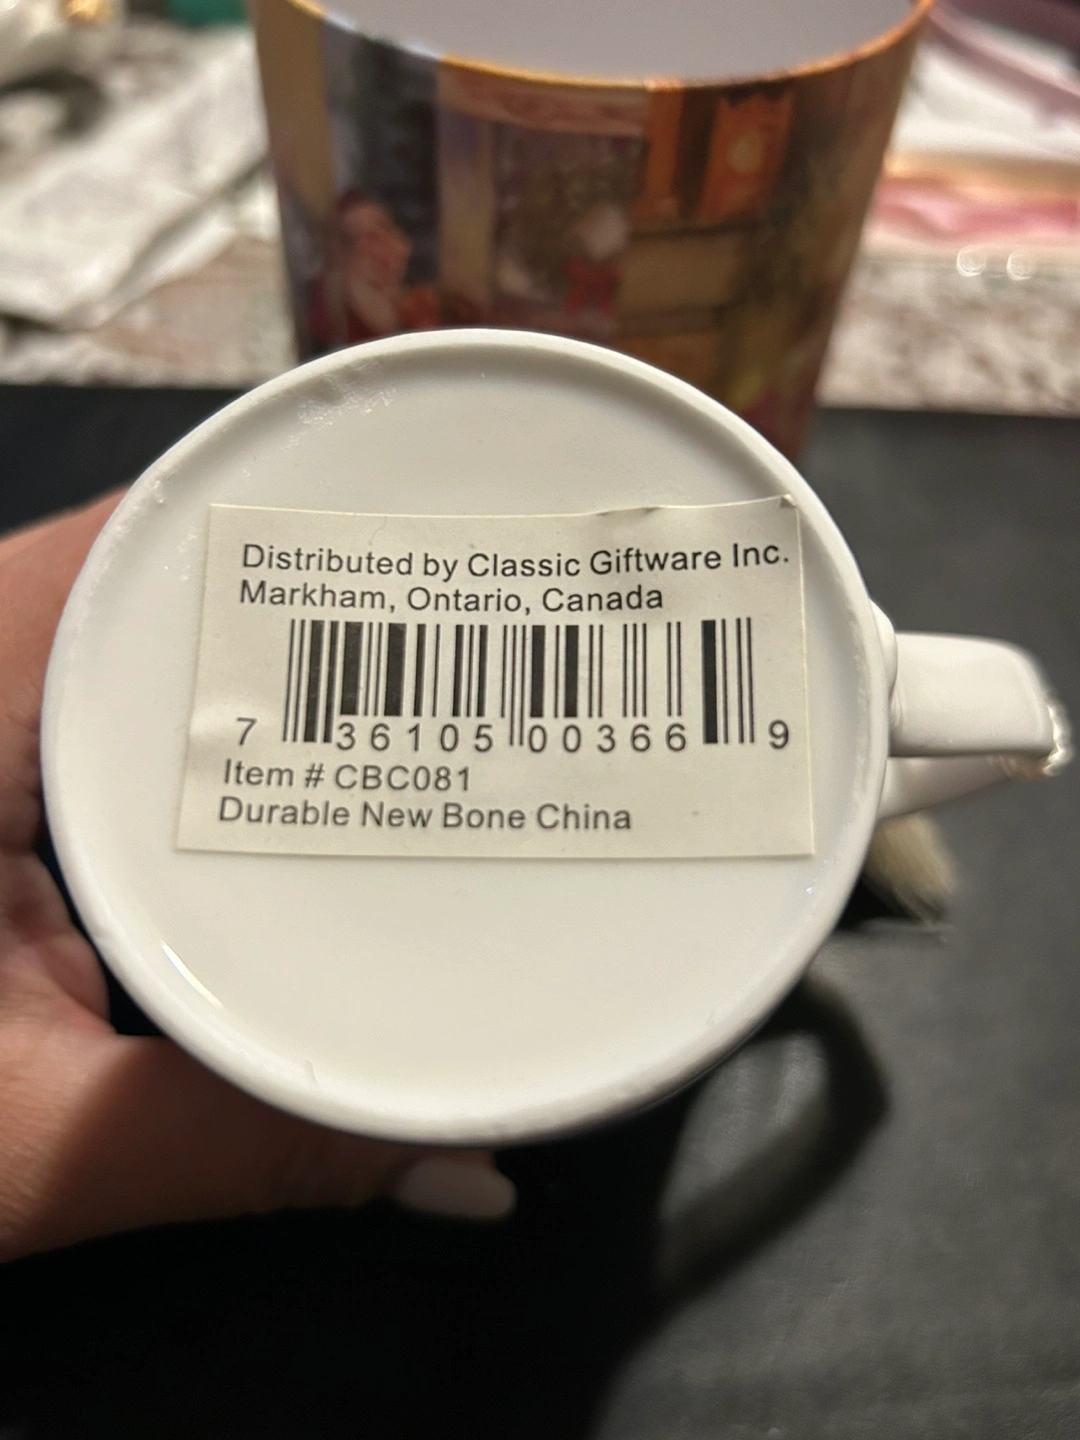 Distributed by Classic Giftware Inc.
Markham, Ontario, Canada
7 36105 00366 9
Item # CBC081
Durable New Bone China